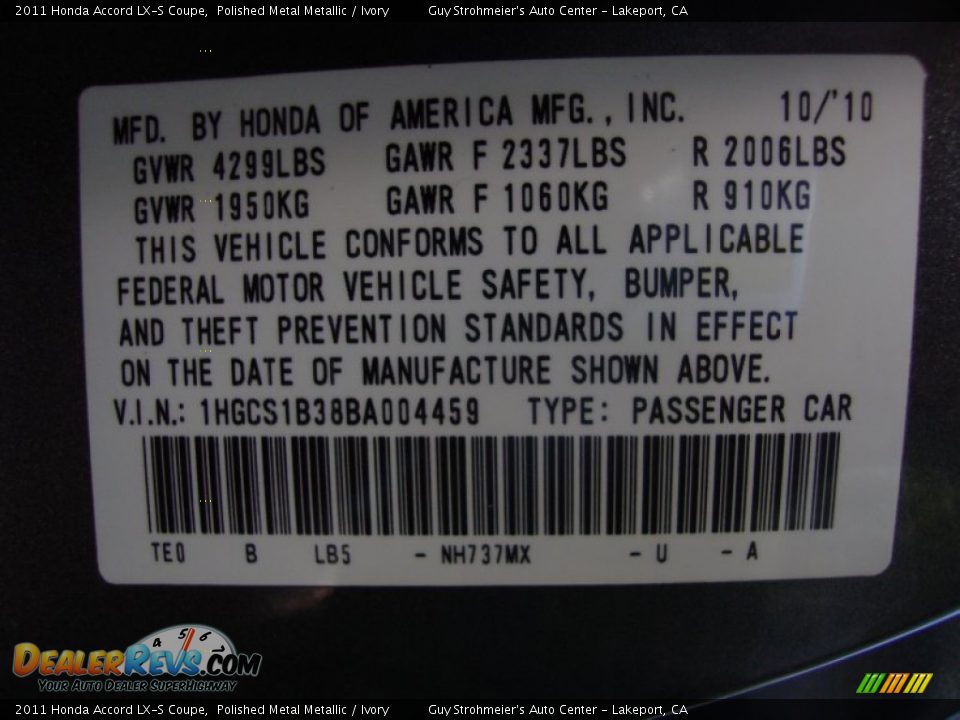 2011 Honda Accord LX-S Coupe, Polished Metal Metallic / Ivory Guy Strohmeier's Auto Center - Lakeport, CA
MFD. BY HONDA OF AMERICA MFG., INC. 10/'10
GVWR 4299LBS GAWR F 2337LBS R 2006LBS
GVWR 1950KG GAWR F 1060KG R 910KG
THIS VEHICLE CONFORMS TO ALL APPLICABLE
FEDERAL MOTOR VEHICLE SAFETY, BUMPER,
AND THEFT PREVENTION STANDARDS IN EFFECT
ON THE DATE OF MANUFACTURE SHOWN ABOVE.
V.I.N.: 1HGCS1B38BA004459 TYPE: PASSENGER CAR
TE0 B LB5 - NH737MX - U - A
4 5 6 7
DEALERREVS.COM
YOUR AUTO DEALER SUPERHIGHWAY
2011 Honda Accord LX-S Coupe, Polished Metal Metallic / Ivory Guy Strohmeier's Auto Center - Lakeport, CA